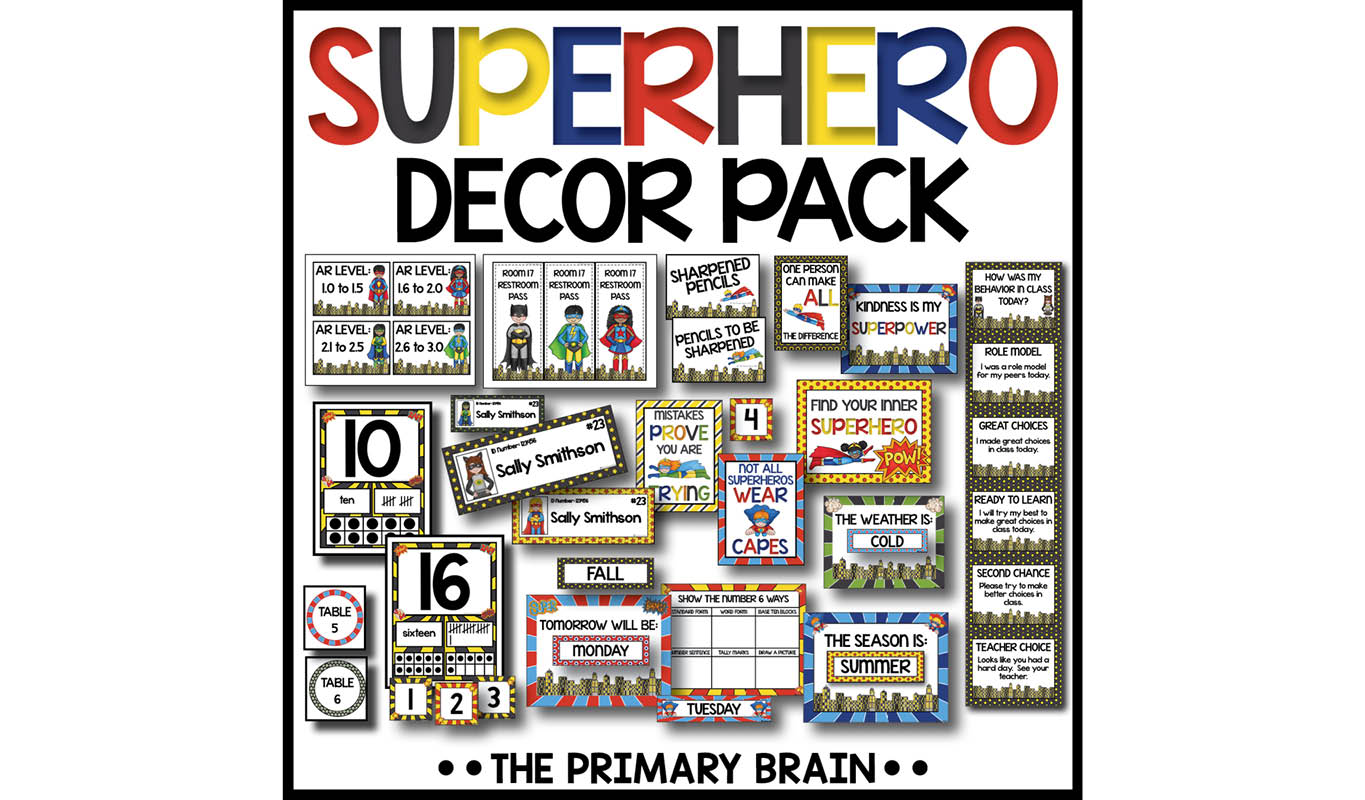 SUPERHERO
DECOR PACK
AR LEVEL:
1.0 to 1.5
AR LEVEL:
1.6 to 2.0
AR LEVEL:
2.1 to 2.5
AR LEVEL:
2.6 to 3.0
ROOM 17
RESTROOM
PASS
ROOM 17
RESTROOM
PASS
ROOM 17
RESTROOM
PASS
SHARPENED
PENCILS
PENCILS TO BE
SHARPENED
ONE PERSON
CAN MAKE
ALL
THE DIFFERENCE
KINDNESS IS MY
SUPERPOWER
HOW WAS MY
BEHAVIOR IN CLASS
TODAY?
ROLE MODEL
I was a role model
for my peers today.
GREAT CHOICES
I made great choices
in class today.
READY TO LEARN
I will try my best to
make great choices in
class today.
SECOND CHANCE
Please try to make
better choices in
class.
TEACHER CHOICE
Looks like you had a
hard day. See your
teacher.
10
ten
ID Number: 123456
#23
Sally Smithson
ID Number: 123456
#23
Sally Smithson
ID Number: 123456
#23
Sally Smithson
MISTAKES
PROVE
YOU ARE
TRYING
4
FIND YOUR INNER
SUPERHERO
POW!
NOT ALL
SUPERHEROS
WEAR
CAPES
THE WEATHER IS:
COLD
16
sixteen
TABLE
5
TABLE
6
1
2
3
FALL
TOMORROW WILL BE:
MONDAY
SHOW THE NUMBER 6 WAYS
STANDARD FORM
WORD FORM
BASE TEN BLOCKS
NUMBER SENTENCE
TALLY MARKS
DRAW A PICTURE
TUESDAY
THE SEASON IS:
SUMMER
••THE PRIMARY BRAIN••